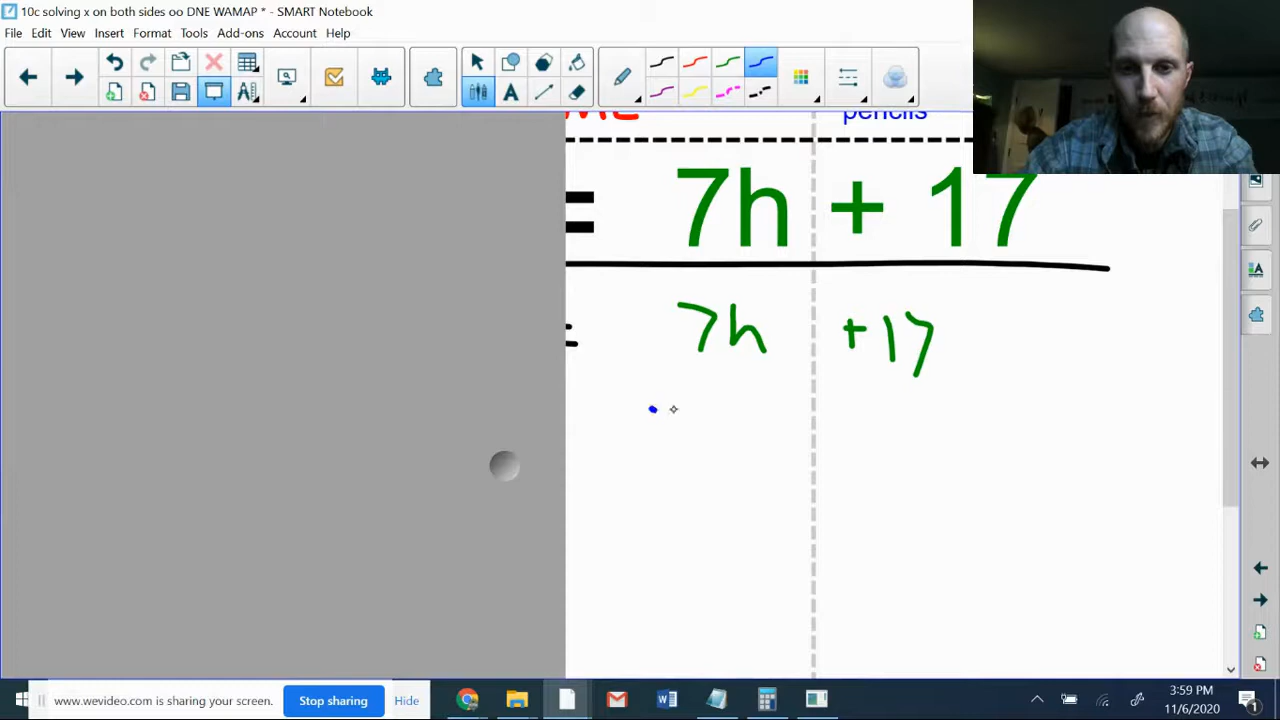 10c solving x on both sides oo DNE WAMAP * - SMART Notebook
File Edit View Insert Format Tools Add-ons Account Help
pencils
= 7h + 17
= 7h +17
www.wevideo.com is sharing your screen. Stop sharing Hide
3:59 PM
11/6/2020